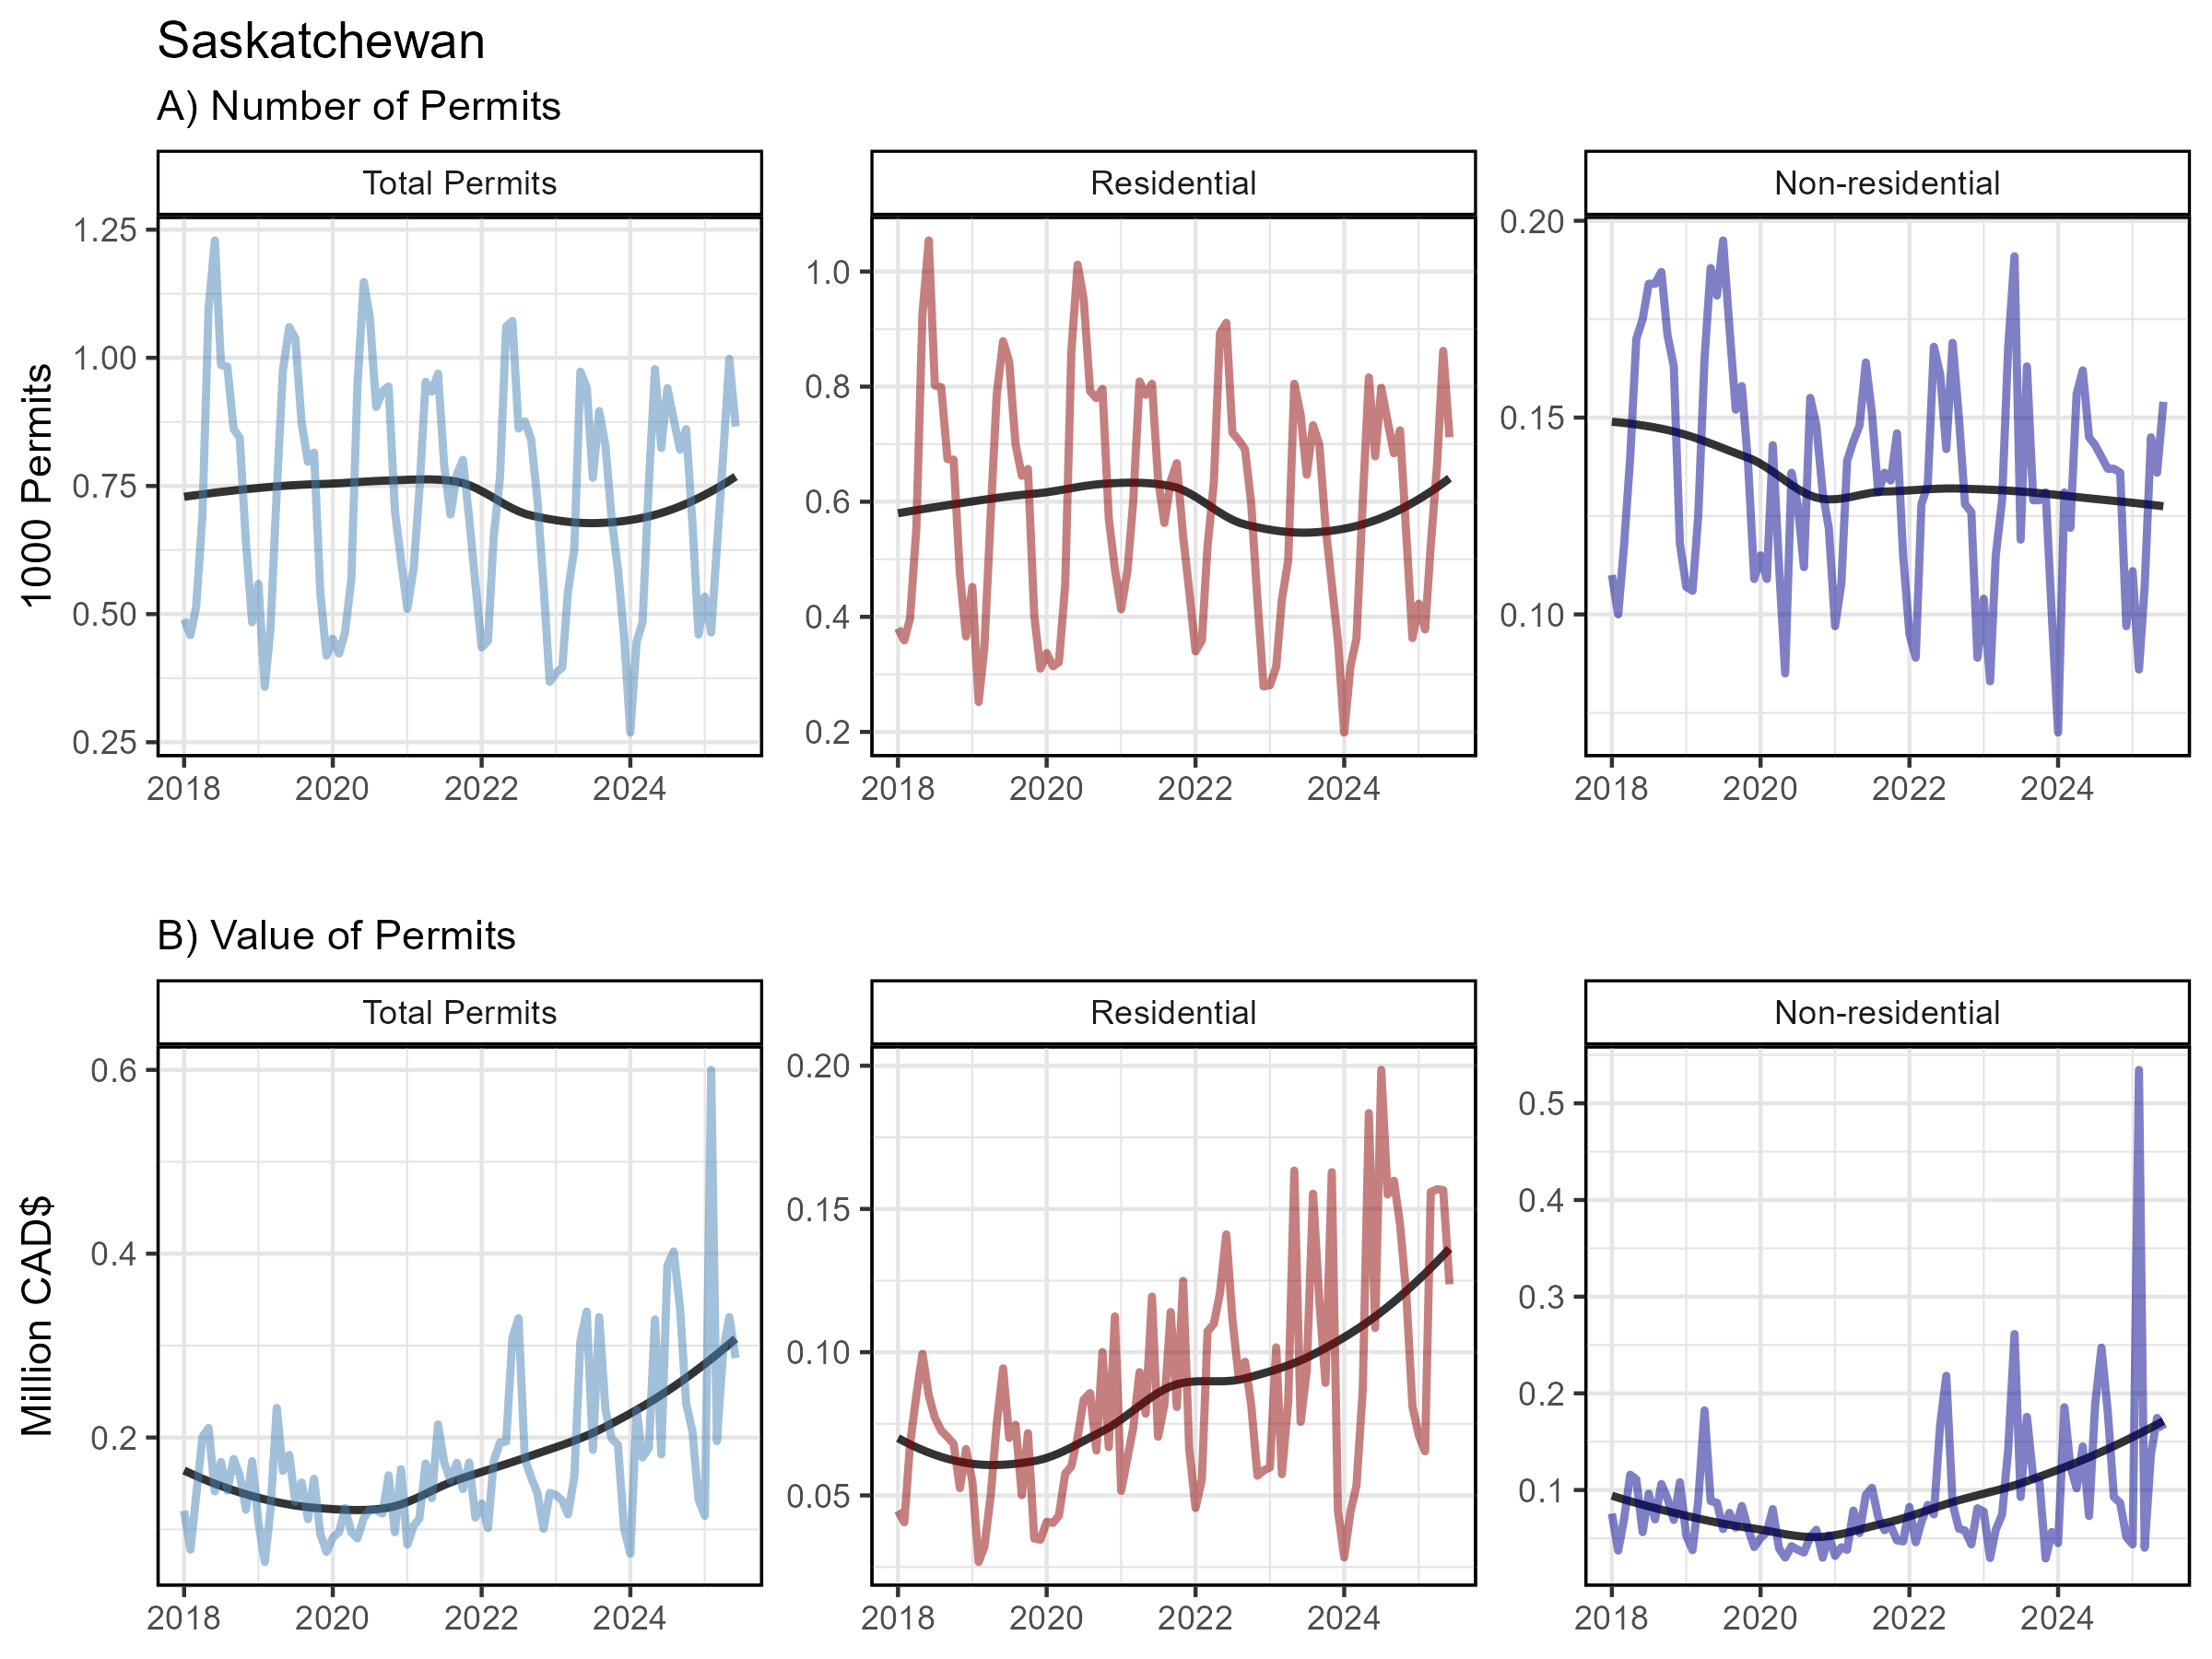 Saskatchewan
A) Number of Permits
Total Permits Residential Non-residential
1000 Permits
1.25
1.00
0.75
0.50
0.25
1.0
0.8
0.6
0.4
0.2
0.20
0.15
0.10
2018 2020 2022 2024 2018 2020 2022 2024 2018 2020 2022 2024
B) Value of Permits
Total Permits Residential Non-residential
Million CAD$
0.6
0.4
0.2
0.20
0.15
0.10
0.05
0.5
0.4
0.3
0.2
0.1
2018 2020 2022 2024 2018 2020 2022 2024 2018 2020 2022 2024